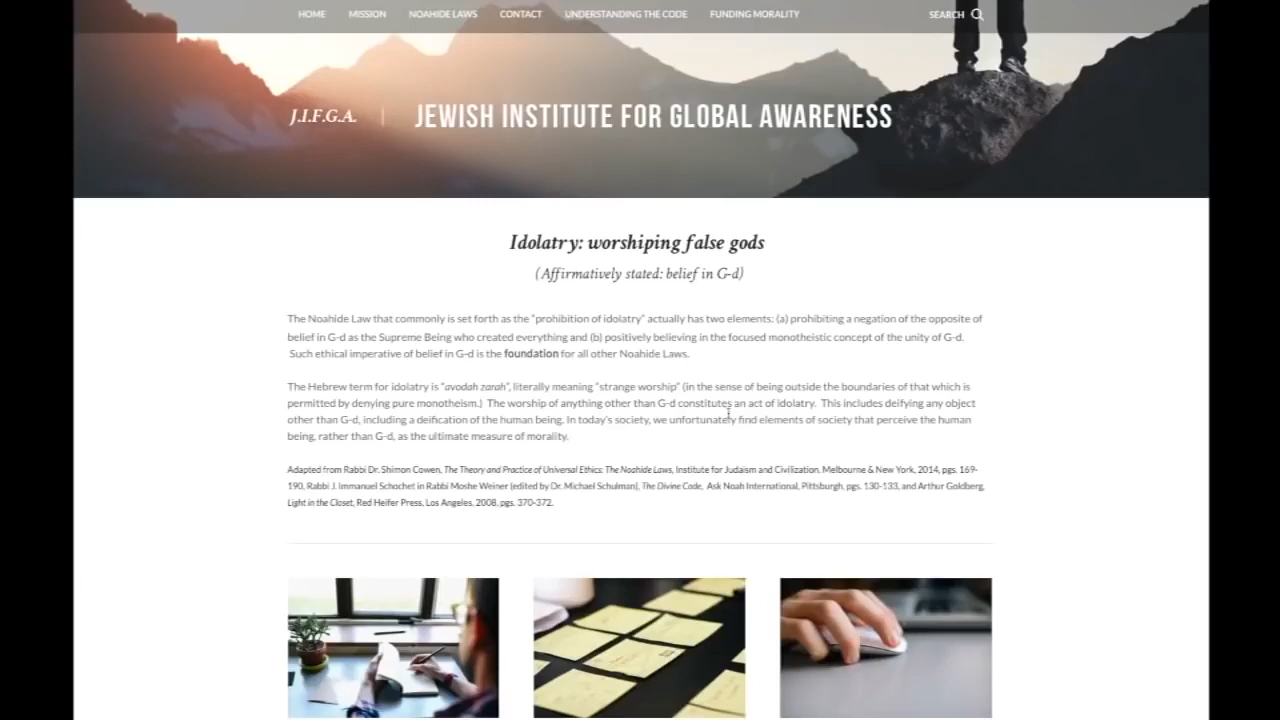 HOME MISSION NOAHIDE LAWS CONTACT UNDERSTANDING THE CODE FUNDING MORALITY SEARCH
J.I.F.G.A. | JEWISH INSTITUTE FOR GLOBAL AWARENESS
Idolatry: worshiping false gods
(Affirmatively stated: belief in G-d)
The Noahide Law that commonly is set forth as the "prohibition of idolatry" actually has two elements: (a) prohibiting a negation of the opposite of
belief in G-d as the Supreme Being who created everything and (b) positively believing in the focused monotheistic concept of the unity of G-d.
Such ethical imperative of belief in G-d is the foundation for all other Noahide Laws.
The Hebrew term for idolatry is "avodah zarah", literally meaning "strange worship" (in the sense of being outside the boundaries of that which is
permitted by denying pure monotheism.) The worship of anything other than G-d constitutes an act of idolatry. This includes deifying any object
other than G-d, including a deification of the human being. In today's society, we unfortunately find elements of society that perceive the human
being, rather than G-d, as the ultimate measure of morality.
Adapted from Rabbi Dr. Shimon Cowen, The Theory and Practice of Universal Ethics: The Noahide Laws, Institute for Judaism and Civilization, Melbourne & New York, 2014, pgs. 169-
190, Rabbi J. Immanuel Schochet in Rabbi Moshe Weiner (edited by Dr. Michael Schulman), The Divine Code, Ask Noah International, Pittsburgh, pgs. 130-133, and Arthur Goldberg,
Light in the Closet, Red Heifer Press, Los Angeles, 2008, pgs. 370-372.